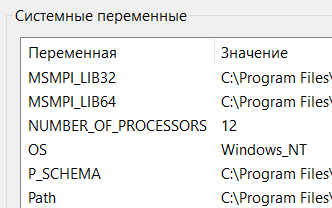 Системные переменные
Переменная Значение
MSMPI_LIB32 C:\Program Files\
MSMPI_LIB64 C:\Program Files\
NUMBER_OF_PROCESSORS 12
OS Windows_NT
P_SCHEMA C:\Program Files\
Path C:\Program Files\